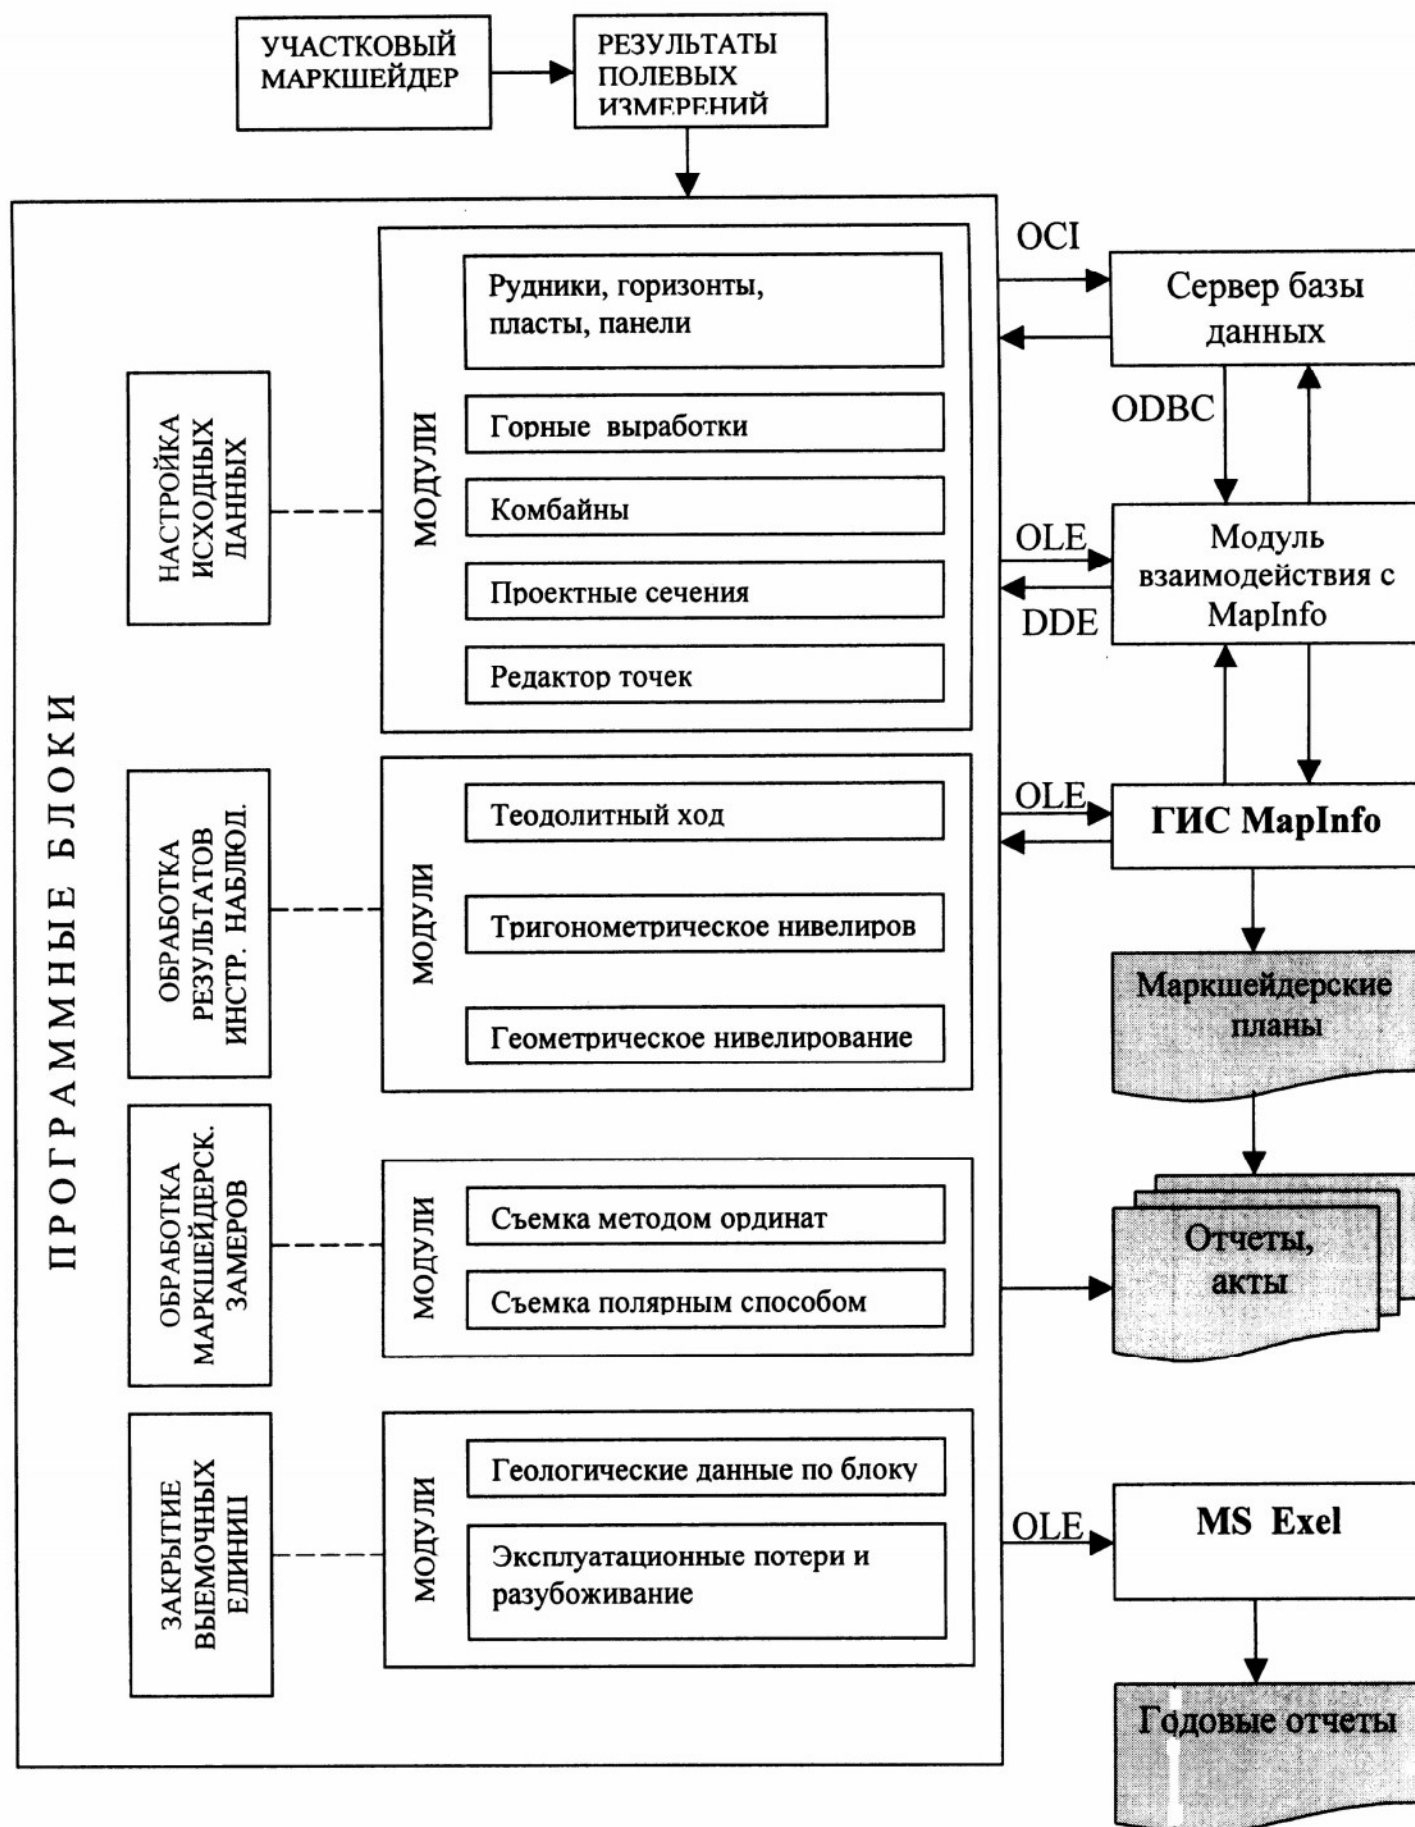 УЧАСТКОВЫЙ
МАРКШЕЙДЕР
РЕЗУЛЬТАТЫ
ПОЛЕВЫХ
ИЗМЕРЕНИЙ
ПРОГРАММНЫЕ БЛОКИ
НАСТРОЙКА
ИСХОДНЫХ
ДАННЫХ
МОДУЛИ
Рудники, горизонты,
пласты, панели
Горные выработки
Комбайны
Проектные сечения
Редактор точек
ОБРАБОТКА
РЕЗУЛЬТАТОВ
ИНСТР. НАБЛЮД.
МОДУЛИ
Теодолитный ход
Тригонометрическое нивелиров
Геометрическое нивелирование
ОБРАБОТКА
МАРКШЕЙДЕРСК.
ЗАМЕРОВ
МОДУЛИ
Съемка методом ординат
Съемка полярным способом
ЗАКРЫТИЕ
ВЫЕМОЧНЫХ
ЕДИНИЦ
МОДУЛИ
Геологические данные по блоку
Эксплуатационные потери и
разубоживание
OCI
Сервер базы
данных
ODBC
OLE
DDE
Модуль
взаимодействия с
MapInfo
OLE
ГИС MapInfo
Маркшейдерские
планы
Отчеты,
акты
OLE
MS Exel
Годовые отчеты